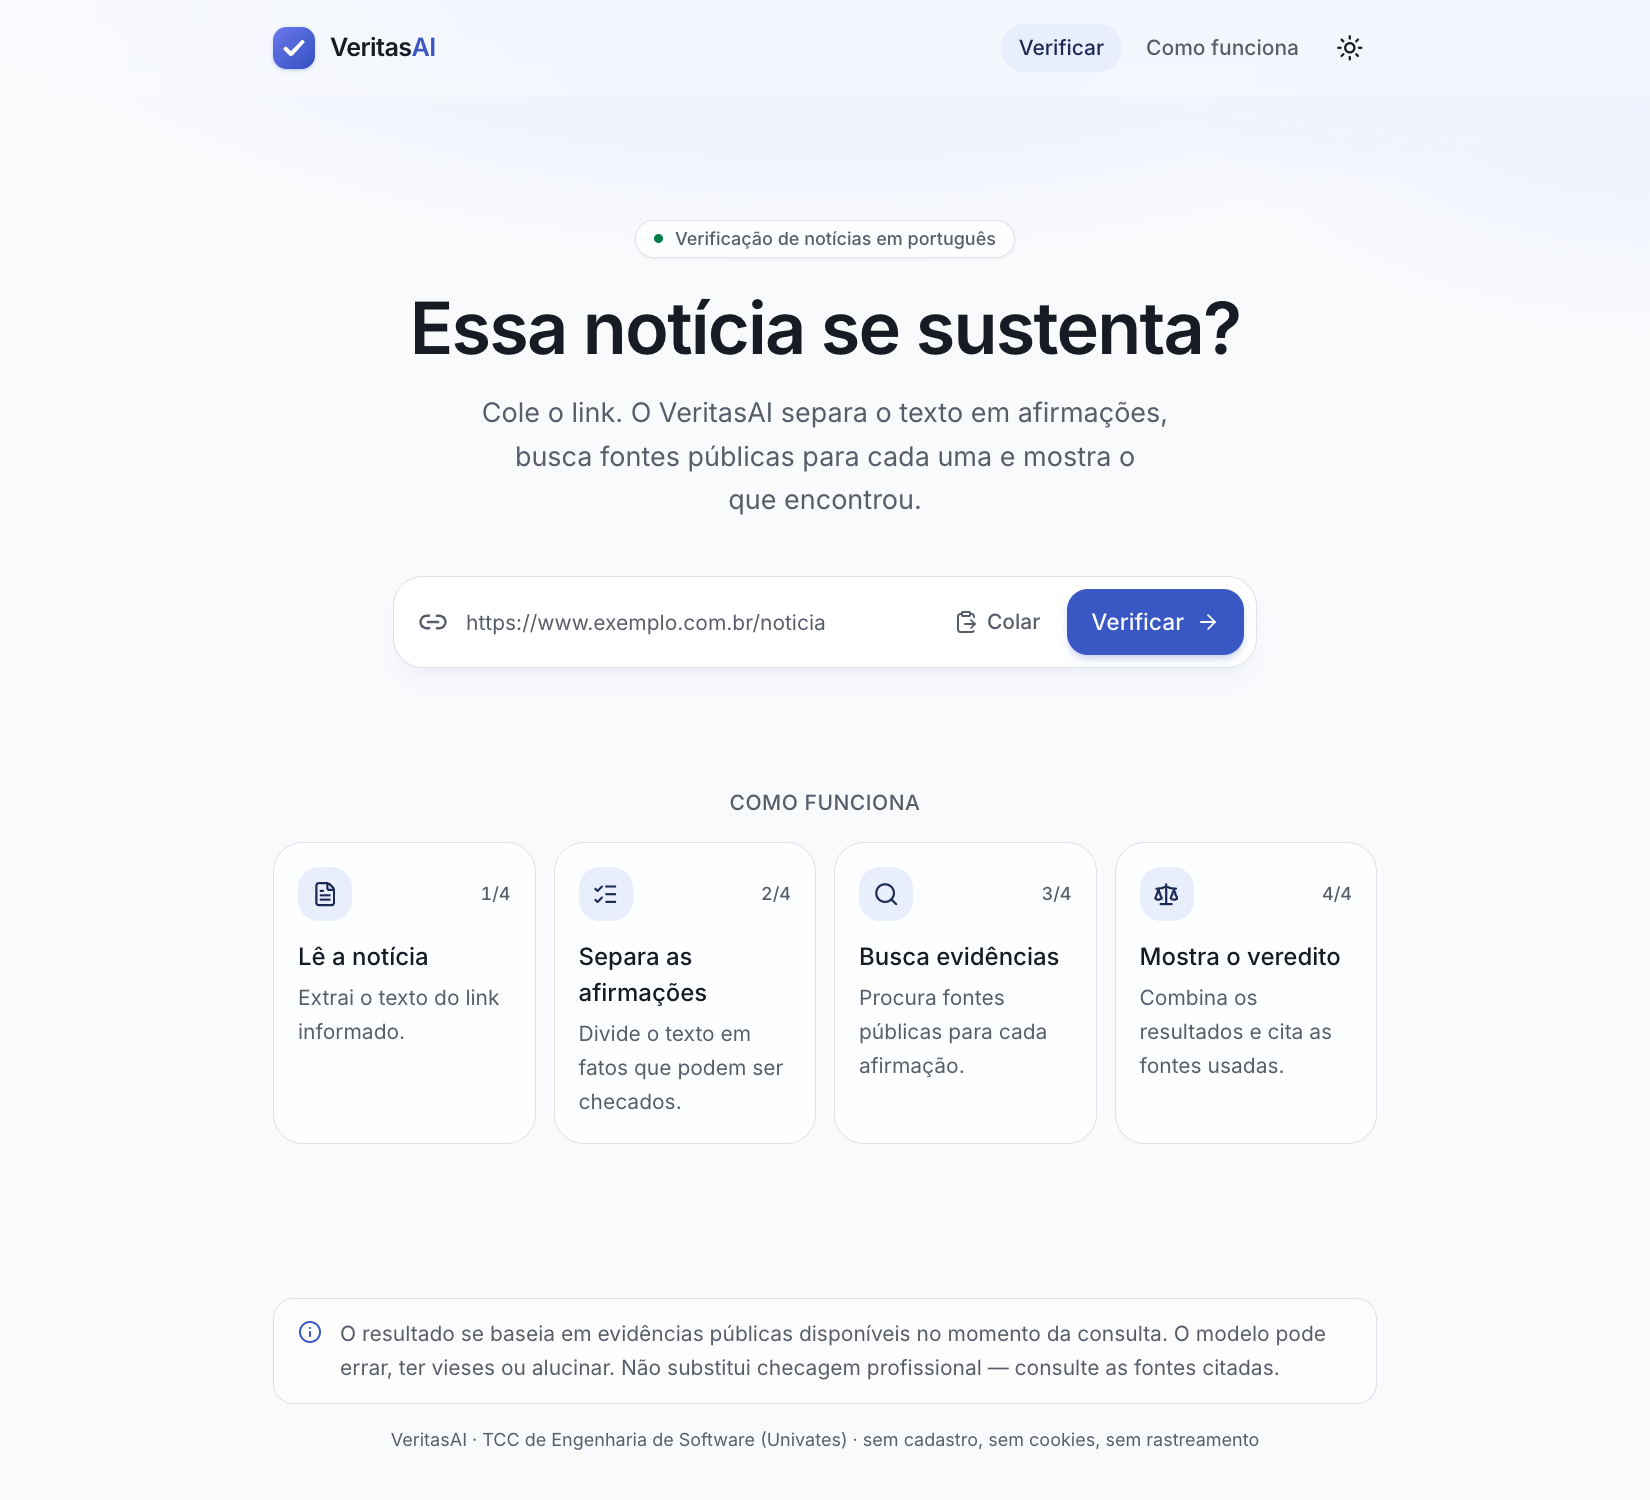 VeritasAI
Verificar
Como funciona
Verificação de notícias em português
Essa notícia se sustenta?
Cole o link. O VeritasAI separa o texto em afirmações,
busca fontes públicas para cada uma e mostra o
que encontrou.
https://www.exemplo.com.br/noticia
Colar
Verificar
COMO FUNCIONA
1/4
Lê a notícia
Extrai o texto do link
informado.
2/4
Separa as
afirmações
Divide o texto em
fatos que podem ser
checados.
3/4
Busca evidências
Procura fontes
públicas para cada
afirmação.
4/4
Mostra o veredito
Combina os
resultados e cita as
fontes usadas.
O resultado se baseia em evidências públicas disponíveis no momento da consulta. O modelo pode
errar, ter vieses ou alucinar. Não substitui checagem profissional — consulte as fontes citadas.
VeritasAI · TCC de Engenharia de Software (Univates) · sem cadastro, sem cookies, sem rastreamento